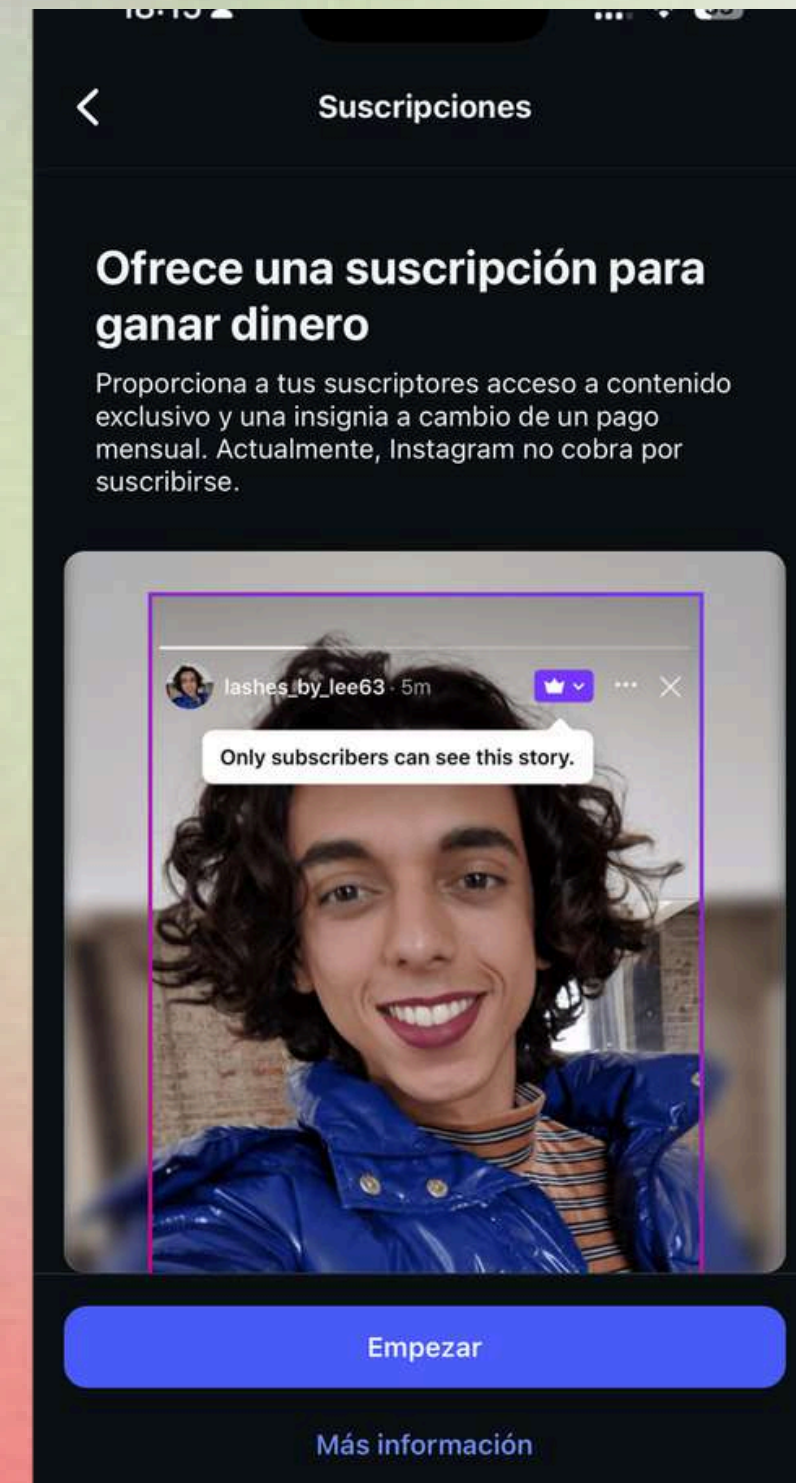 Suscripciones
Ofrece una suscripción para
ganar dinero
Proporciona a tus suscriptores acceso a contenido
exclusivo y una insignia a cambio de un pago
mensual. Actualmente, Instagram no cobra por
suscribirse.
lashes_by_lee63 · 5m
Only subscribers can see this story.
Empezar
Más información